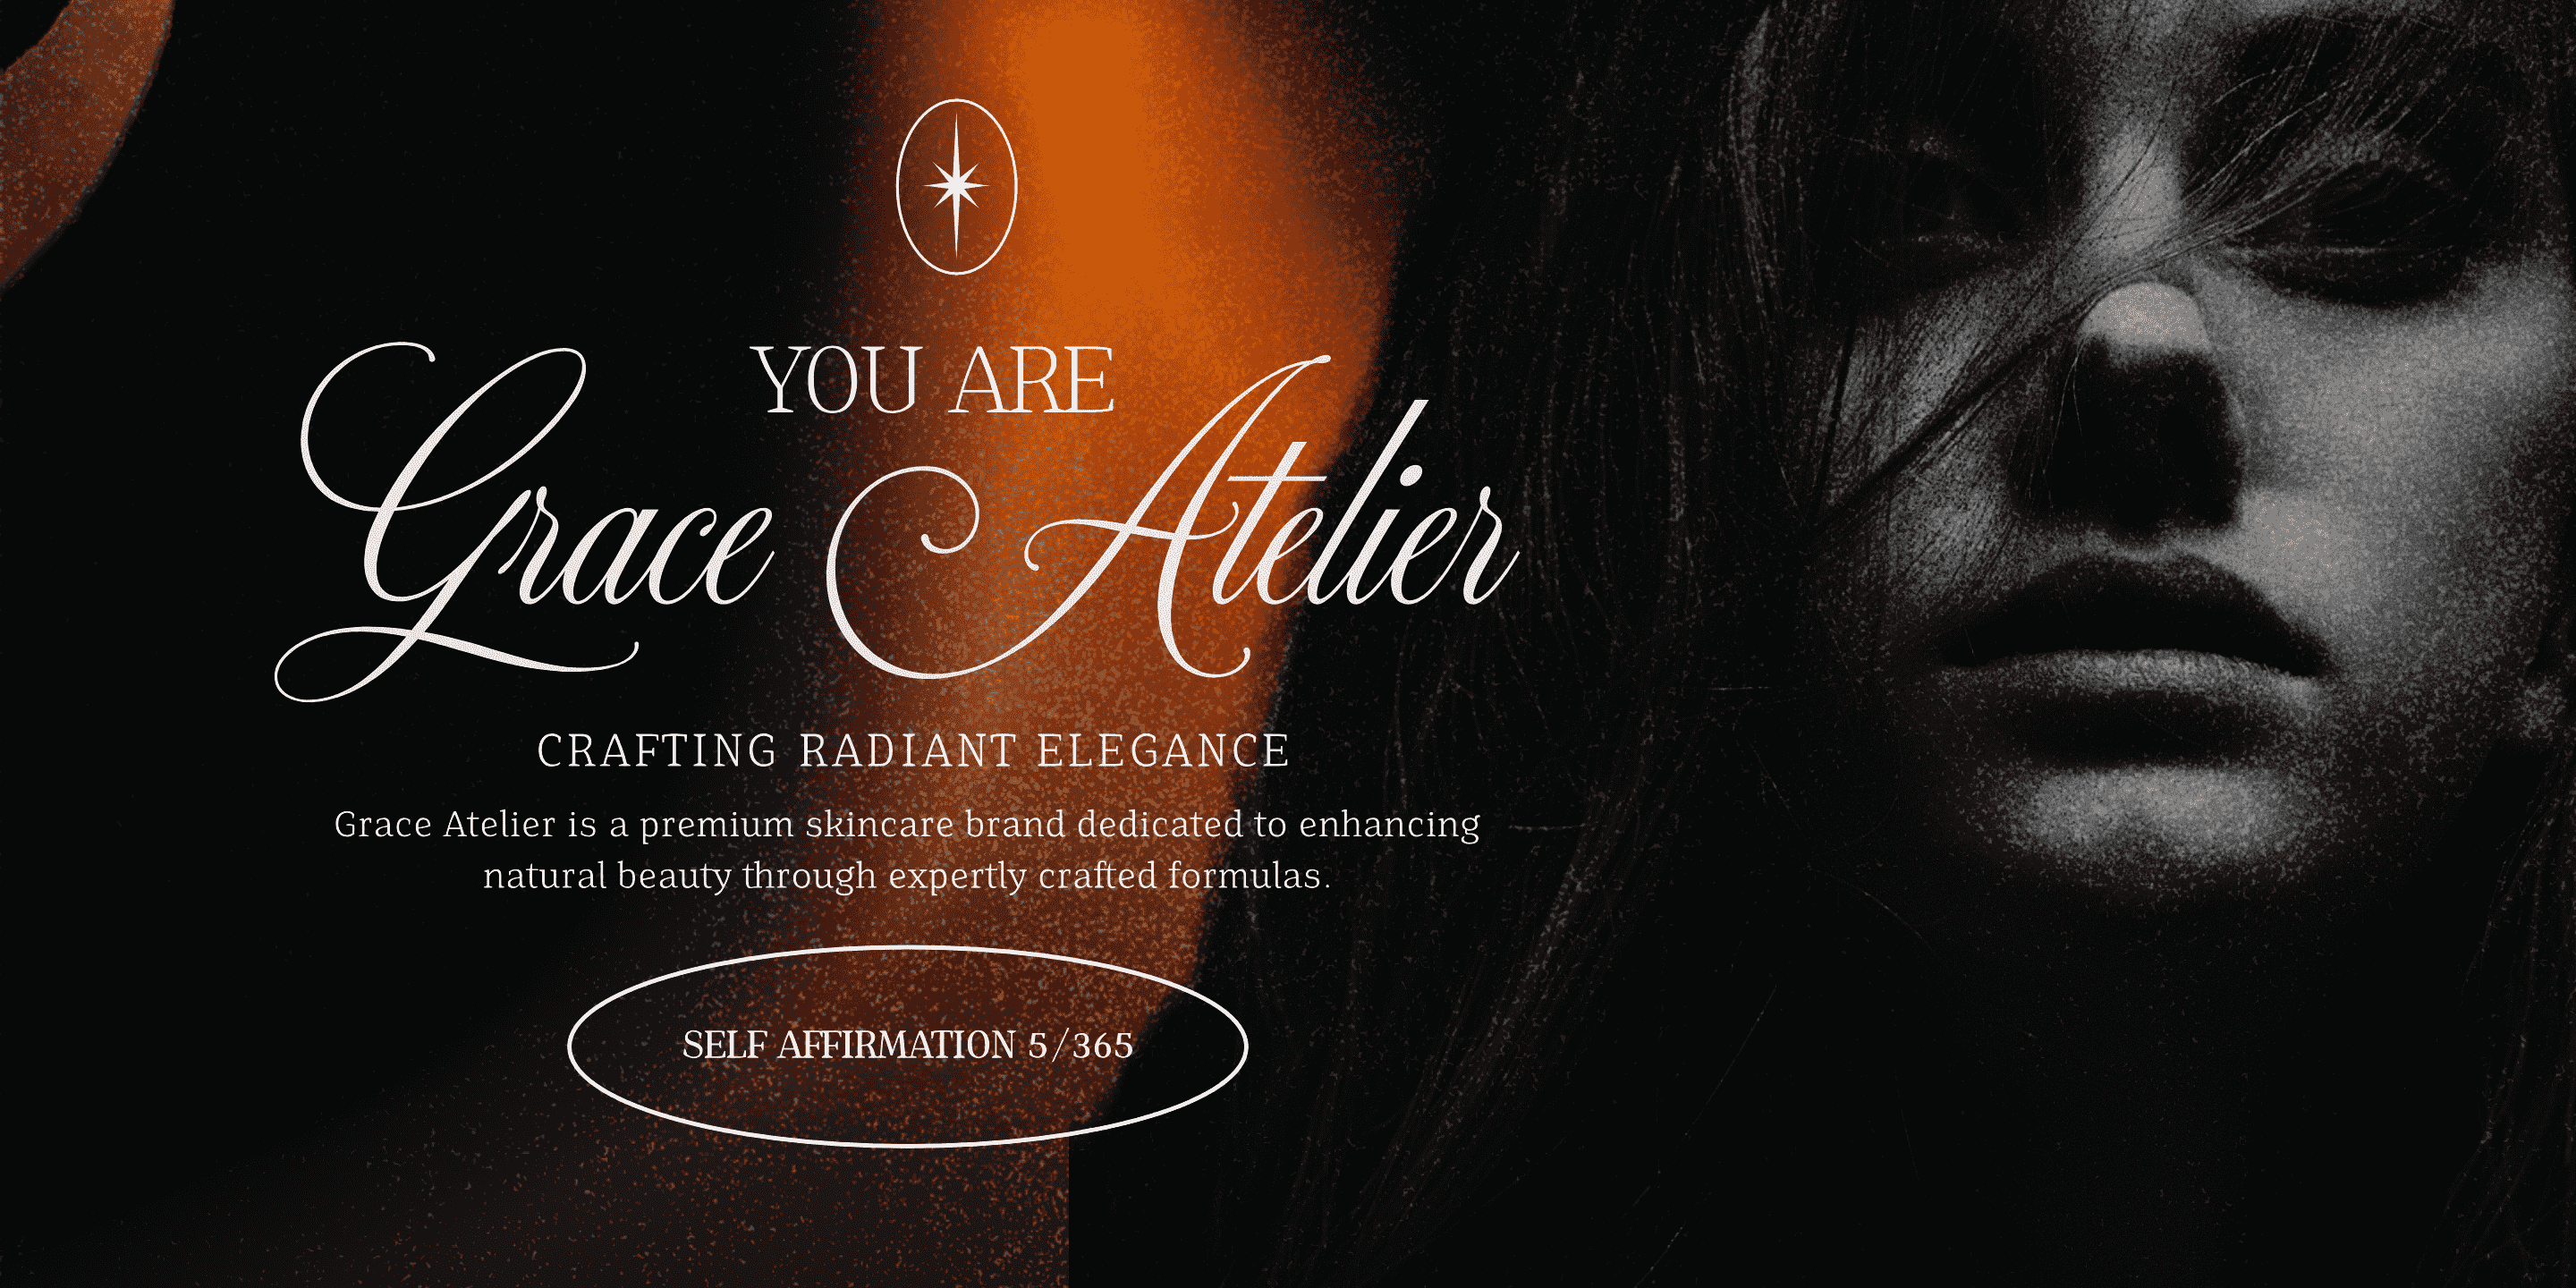 YOU ARE
Grace Atelier
CRAFTING RADIANT ELEGANCE
Grace Atelier is a premium skincare brand dedicated to enhancing
natural beauty through expertly crafted formulas.
SELF AFFIRMATION 5/365